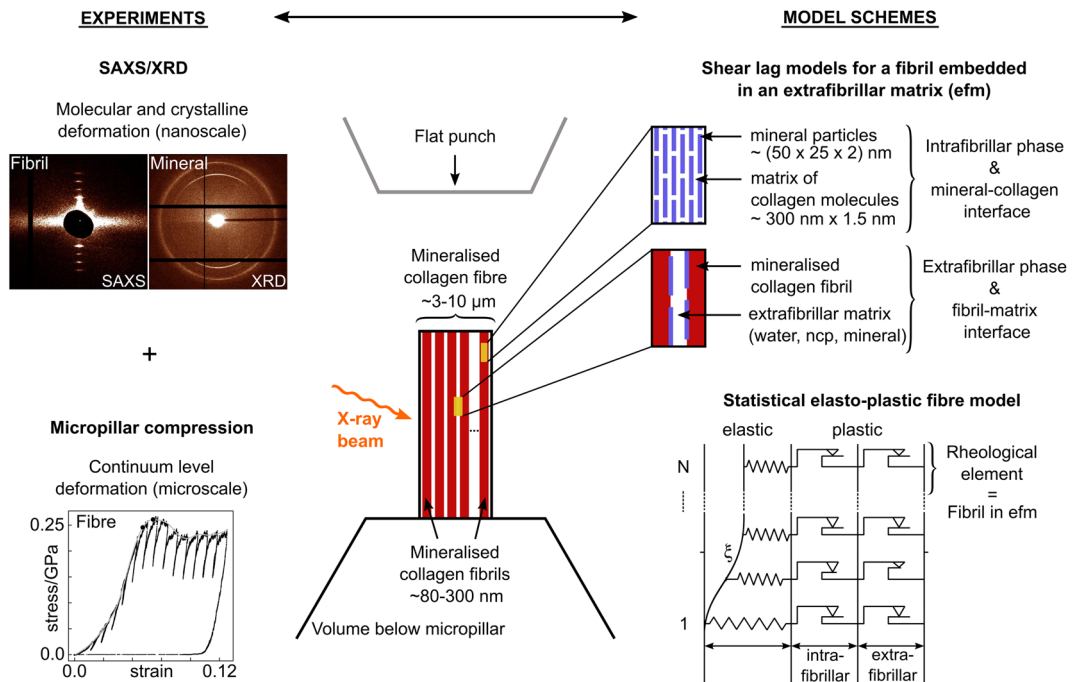 EXPERIMENTS
MODEL SCHEMES
SAXS/XRD
Molecular and crystalline
deformation (nanoscale)
Fibril
Mineral
SAXS
XRD
+
Micropillar compression
Continuum level
deformation (microscale)
Fibre
0.25
stress/GPa
0.0
0.0
strain
0.12
Flat punch
Mineralised
collagen fibre
~3-10 µm
X-ray
beam
Mineralised
collagen fibrils
~80-300 nm
Volume below micropillar
Shear lag models for a fibril embedded
in an extrafibrillar matrix (efm)
mineral particles
~ (50 x 25 x 2) nm
matrix of
collagen molecules
~ 300 nm x 1.5 nm
Intrafibrillar phase
&
mineral-collagen
interface
mineralised
collagen fibril
extrafibrillar matrix
(water, ncp, mineral)
Extrafibrillar phase
&
fibril-matrix
interface
Statistical elasto-plastic fibre model
elastic
plastic
N
ξ
1
Rheological
element
=
Fibril in efm
intra-
fibrillar
extra-
fibrillar